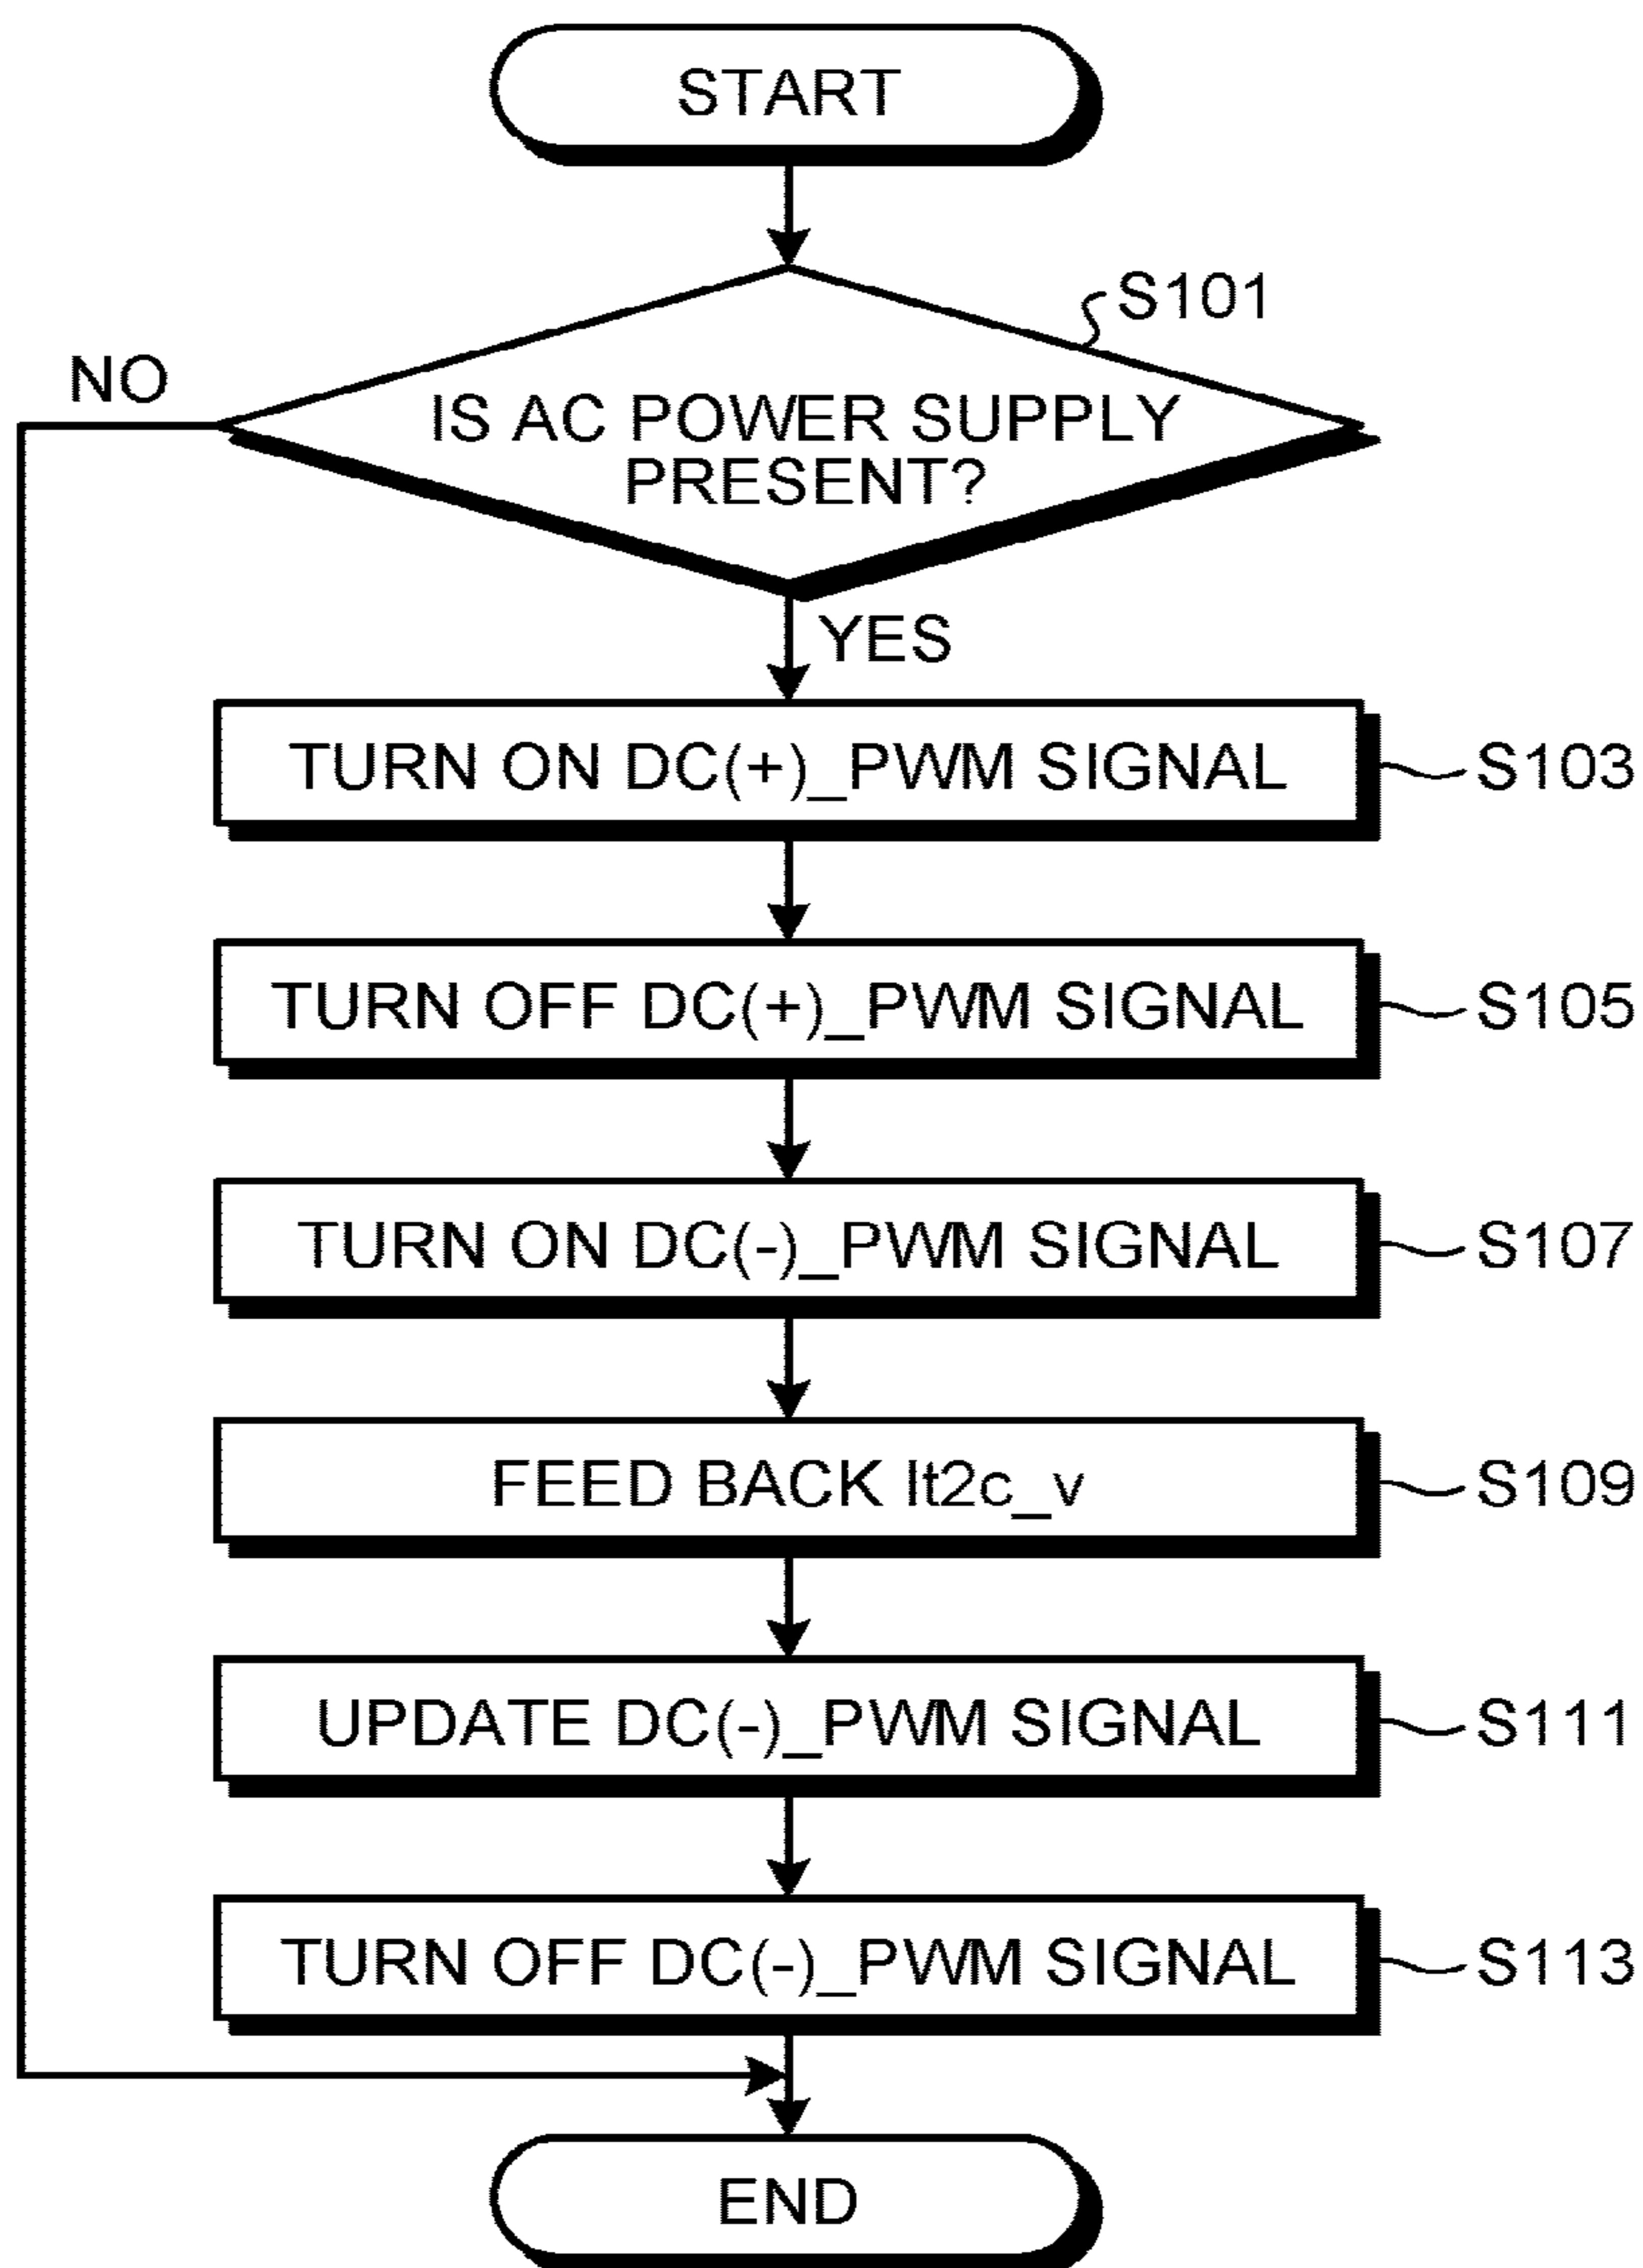 START
S101
NO
IS AC POWER SUPPLY
PRESENT?
YES
TURN ON DC(+)_PWM SIGNAL
S103
TURN OFF DC(+)_PWM SIGNAL
S105
TURN ON DC(-)_PWM SIGNAL
S107
FEED BACK It2c_v
S109
UPDATE DC(-)_PWM SIGNAL
S111
TURN OFF DC(-)_PWM SIGNAL
S113
END